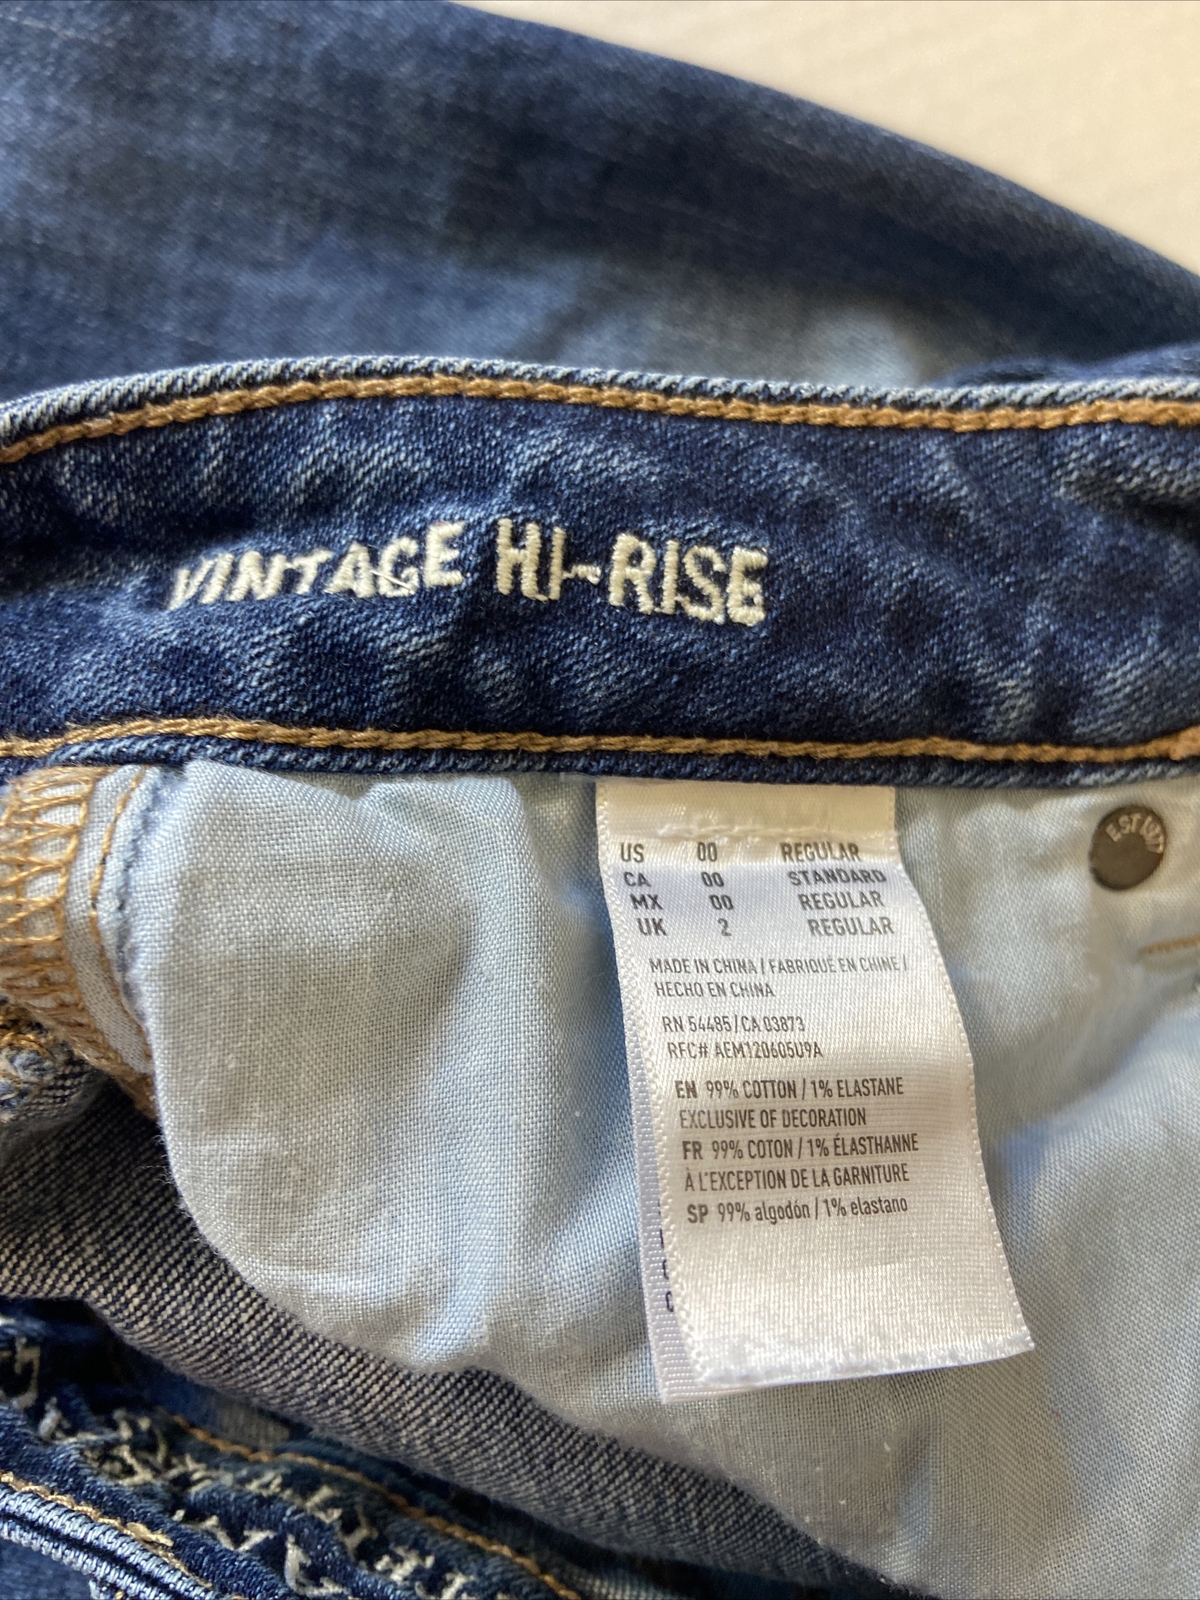 VINTAGE HI-RISE
US 00 REGULAR
CA 00 STANDARD
MX 00 REGULAR
UK 2 REGULAR
EST 1977
MADE IN CHINA / FABRIQUÉ EN CHINE /
HECHO EN CHINA
RN 54485/CA 03873
RFC# AEM120605U9A
EN 99% COTTON / 1% ELASTANE
EXCLUSIVE OF DECORATION
FR 99% COTON / 1% ÉLASTHANNE
À L'EXCEPTION DE LA GARNITURE
SP 99% algodón / 1% elastano